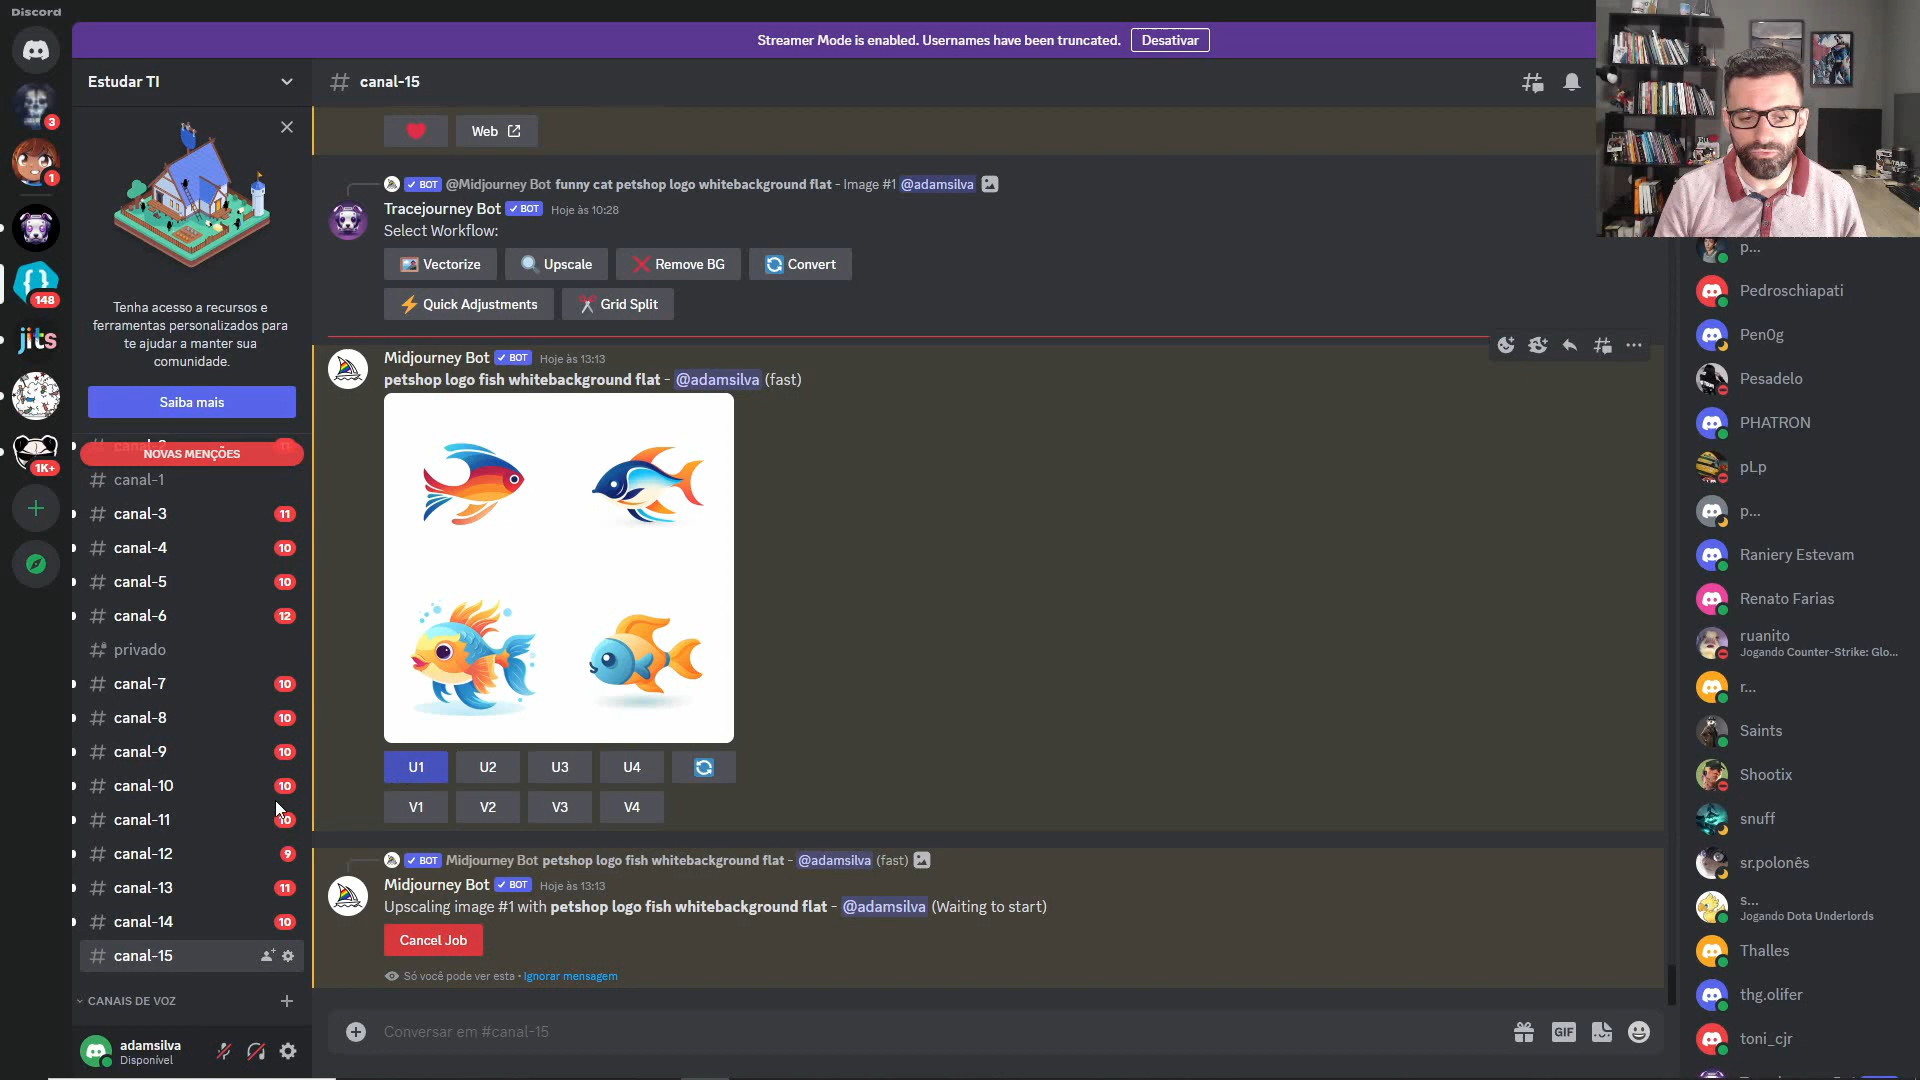 Discord
Streamer Mode is enabled. Usernames have been truncated.
Desativar
Estudar TI
canal-15
3
1
148
jits
1K+
Tenha acesso a recursos e
ferramentas personalizados para
te ajudar a manter sua
comunidade.
Saiba mais
NOVAS MENÇÕES
canal-1
canal-3
11
canal-4
10
canal-5
10
canal-6
12
privado
canal-7
10
canal-8
10
canal-9
10
canal-10
10
canal-11
10
canal-12
9
canal-13
11
canal-14
10
canal-15
CANAIS DE VOZ
adamsilva
Disponível
Web
BOT @Midjourney Bot funny cat petshop logo whitebackground flat - Image #1 @adamsilva
Tracejourney Bot BOT Hoje às 10:28
Select Workflow:
Vectorize
Upscale
Remove BG
Convert
Quick Adjustments
Grid Split
Midjourney Bot BOT Hoje às 13:13
petshop logo fish whitebackground flat - @adamsilva (fast)
U1
U2
U3
U4
V1
V2
V3
V4
BOT Midjourney Bot petshop logo fish whitebackground flat - @adamsilva (fast)
Midjourney Bot BOT Hoje às 13:13
Upscaling image #1 with petshop logo fish whitebackground flat - @adamsilva (Waiting to start)
Cancel Job
Só você pode ver esta • Ignorar mensagem
Conversar em #canal-15
GIF
p...
Pedroschiapati
Pen0g
Pesadelo
PHATRON
pLp
p...
Raniery Estevam
Renato Farias
ruanito
Jogando Counter-Strike: Glo...
r...
Saints
Shootix
snuff
sr.polonês
s...
Jogando Dota Underlords
Thalles
thg.olifer
toni_cjr